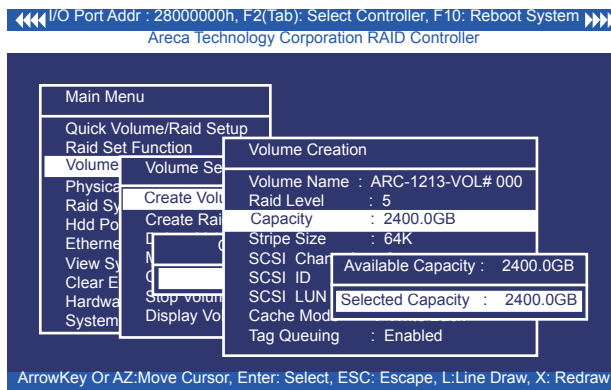 I/O Port Addr : 28000000h, F2(Tab): Select Controller, F10: Reboot System
Areca Technology Corporation RAID Controller
Main Menu
Quick Volume/Raid Setup
Raid Set Function
Volume
Physica
Raid Sy
Hdd Po
Etherne
View Sy
Clear E
Hardwa
System
Volume Se
Create Volu
Create Rai
Stop Volum
Display Vo
Volume Creation
Volume Name : ARC-1213-VOL# 000
Raid Level : 5
Capacity : 2400.0GB
Stripe Size : 64K
SCSI Chan
SCSI ID
SCSI LUN
Cache Mod
Tag Queuing : Enabled
Available Capacity : 2400.0GB
Selected Capacity : 2400.0GB
ArrowKey Or AZ:Move Cursor, Enter: Select, ESC: Escape, L:Line Draw, X: Redraw